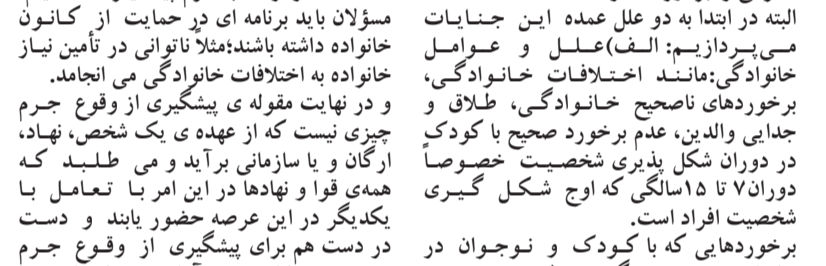 البته در ابتدا به دو علل عمده این جنایات
می‌پردازیم: الف)علل و عوامل
خانوادگی:مانند اختلافات خانوادگی،
برخوردهای ناصحیح خانوادگی، طلاق و
جدایی والدین، عدم برخورد صحیح با کودک
در دوران شکل پذیری شخصیت خصوصاً
دوران۷ تا ۱۵سالگی که اوج شکل گیری
شخصیت افراد است.
برخوردهایی که با کودک و نوجوان در
مسؤلان باید برنامه ای در حمایت از کانون
خانواده داشته باشند؛مثلاً ناتوانی در تأمین نیاز
خانواده به اختلافات خانوادگی می انجامد.
و در نهایت مقوله ی پیشگیری از وقوع جرم
چیزی نیست که از عهده ی یک شخص، نهاد،
ارگان و یا سازمانی برآید و می طلبد که
همه‌ی قوا و نهادها در این امر با تعامل با
یکدیگر در این عرصه حضور یابند و دست
در دست هم برای پیشگیری از وقوع جرم